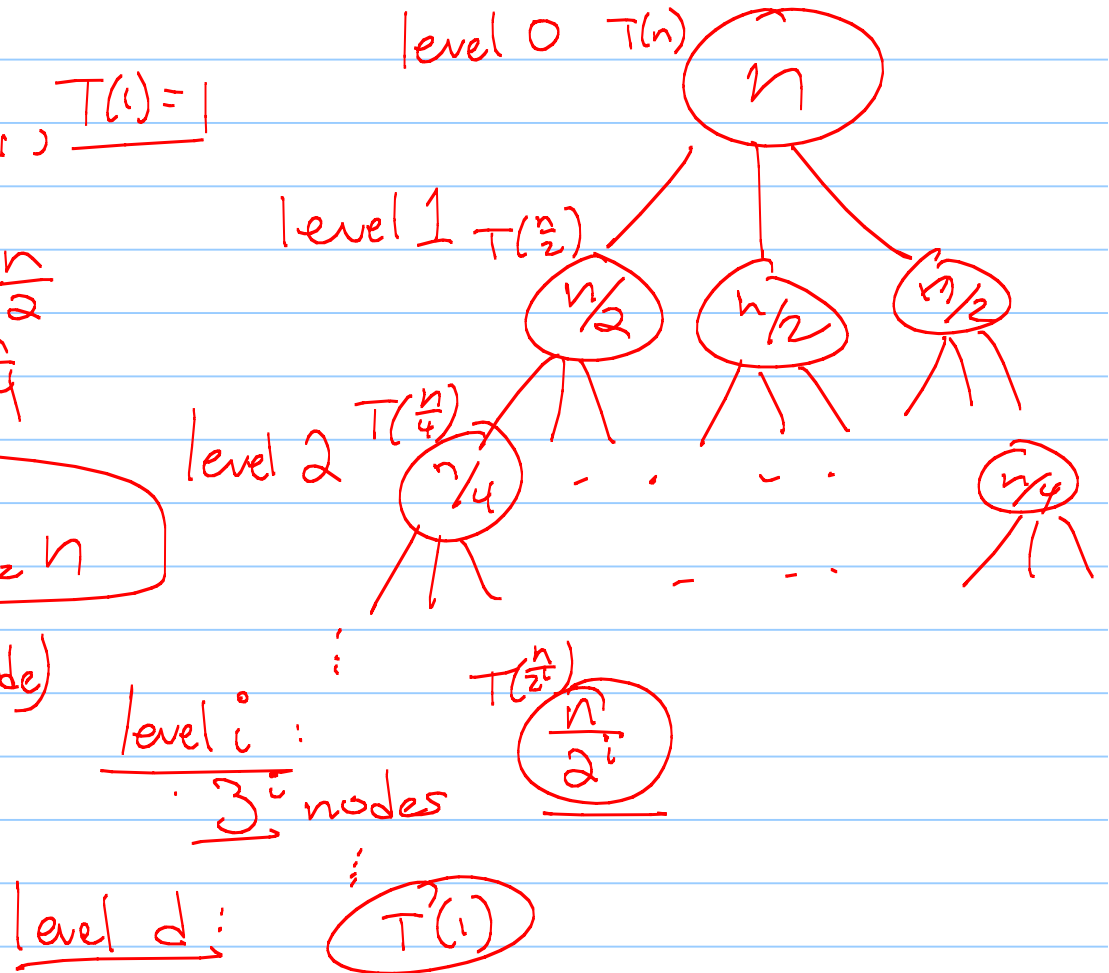 level 0 T(n) n
T(1)=1
level 1 T(n/2)
n/2 n/2 n/2
n/2
level 2 T(n/4)
n/4 . . - . n/4
n
- - ..
⋮
T(n/2^i)
level i : n/2^i
3^i nodes
⋮
level d : T(1)